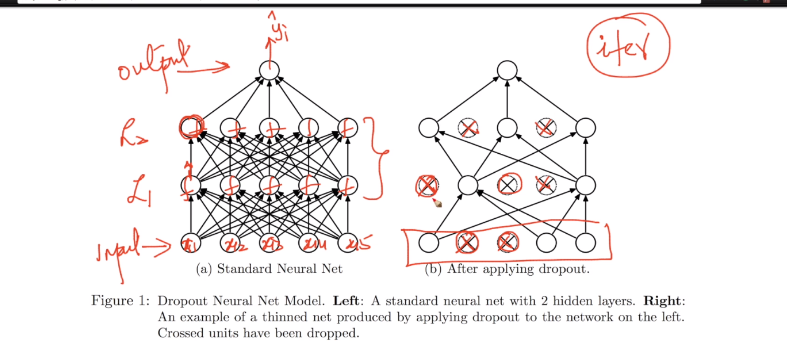 ŷi
output
iter
L2
L1
Input
x1 x2 x3 x4 x5
(a) Standard Neural Net
(b) After applying dropout.
Figure 1: Dropout Neural Net Model. Left: A standard neural net with 2 hidden layers. Right:
An example of a thinned net produced by applying dropout to the network on the left.
Crossed units have been dropped.